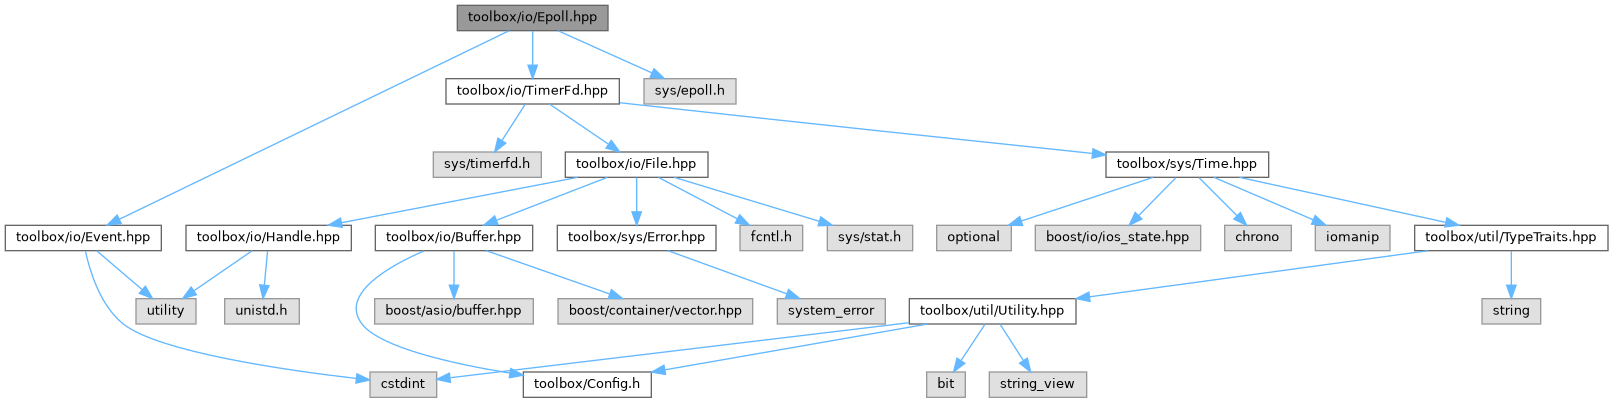 toolbox/io/Epoll.hpp
toolbox/io/TimerFd.hpp
sys/epoll.h
sys/timerfd.h
toolbox/io/File.hpp
toolbox/sys/Time.hpp
toolbox/io/Event.hpp
toolbox/io/Handle.hpp
toolbox/io/Buffer.hpp
toolbox/sys/Error.hpp
fcntl.h
sys/stat.h
optional
boost/io/ios_state.hpp
chrono
iomanip
toolbox/util/TypeTraits.hpp
utility
unistd.h
boost/asio/buffer.hpp
boost/container/vector.hpp
system_error
toolbox/util/Utility.hpp
string
cstdint
toolbox/Config.h
bit
string_view